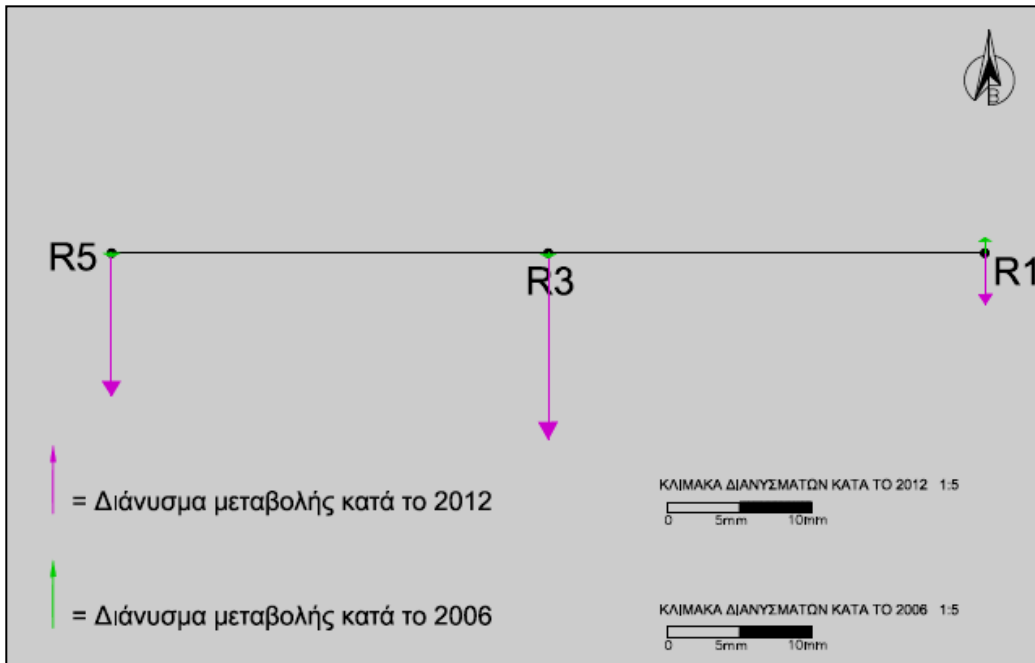 B
R5
R3
R1
= Διάνυσμα μεταβολής κατά το 2012
ΚΛΙΜΑΚΑ ΔΙΑΝΥΣΜΑΤΩΝ ΚΑΤΑ ΤΟ 2012 1:5
0 5mm 10mm
= Διάνυσμα μεταβολής κατά το 2006
ΚΛΙΜΑΚΑ ΔΙΑΝΥΣΜΑΤΩΝ ΚΑΤΑ ΤΟ 2006 1:5
0 5mm 10mm